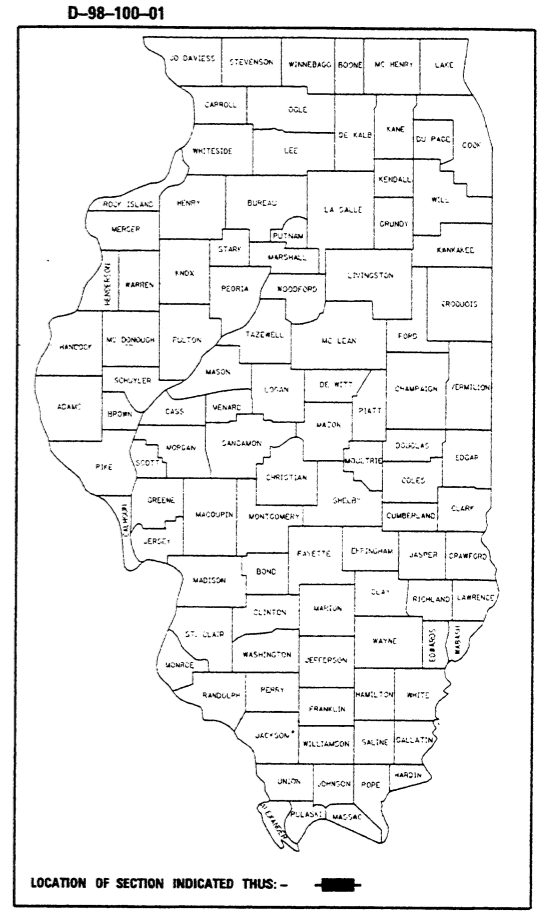 D-98-100-01
JO DAVIESS STEVENSON WINNEBAGO BOONE MC HENRY LAKE
CARROLL OGLE DE KALB KANE DU PAGE COOK
WHITESIDE LEE KENDALL WILL
ROCK ISLAND HENRY BUREAU LA SALLE GRUNDY
MERCER STARK PUTNAM MARSHALL KANKAKEE
HENDERSON WARREN KNOX PEORIA WOODFORD LIVINGSTON IROQUOIS
HANCOCK MC DONOUGH FULTON TAZEWELL MC LEAN FORD
SCHUYLER MASON LOGAN DE WITT CHAMPAIGN VERMILION
ADAMS BROWN CASS MENARD MACON PIATT
PIKE SCOTT MORGAN SANGAMON MOULTRIE DOUGLAS EDGAR
CHRISTIAN COLES
CALHOUN GREENE MACOUPIN MONTGOMERY SHELBY CUMBERLAND CLARK
JERSEY FAYETTE EFFINGHAM JASPER CRAWFORD
MADISON BOND CLAY RICHLAND LAWRENCE
CLINTON MARION
ST. CLAIR WASHINGTON JEFFERSON WAYNE EDWARDS WABASH
MONROE RANDOLPH PERRY FRANKLIN HAMILTON WHITE
JACKSON WILLIAMSON SALINE GALLATIN
UNION JOHNSON POPE HARDIN
ALEXANDER PULASKI MASSAC
LOCATION OF SECTION INDICATED THUS: -